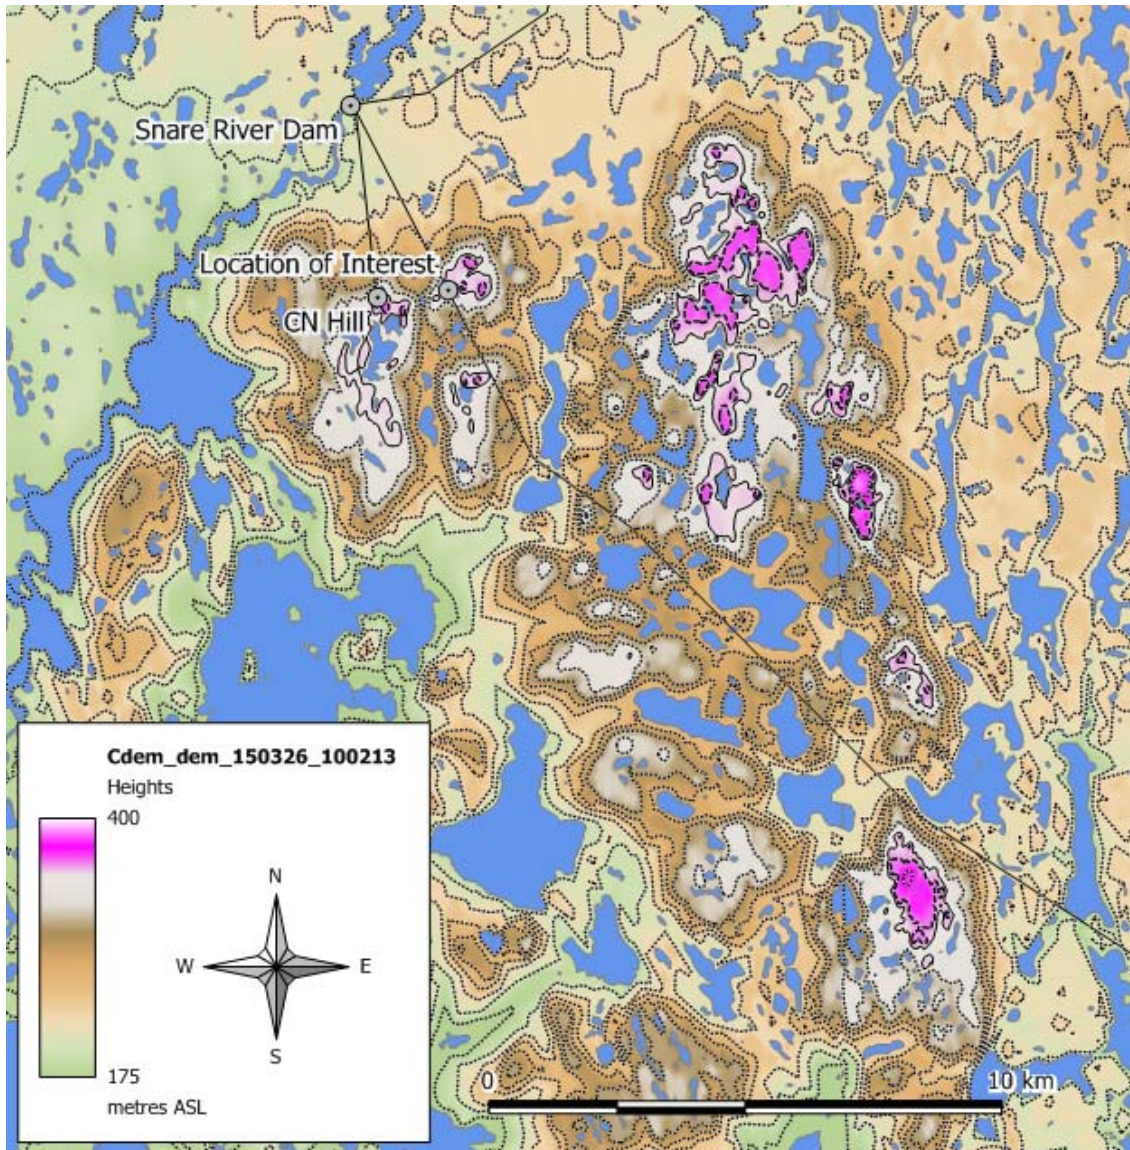 Snare River Dam
Location of Interest
CN Hill
Cdem_dem_150326_100213
Heights
400
175
metres ASL
N
W E
S
0 10 km